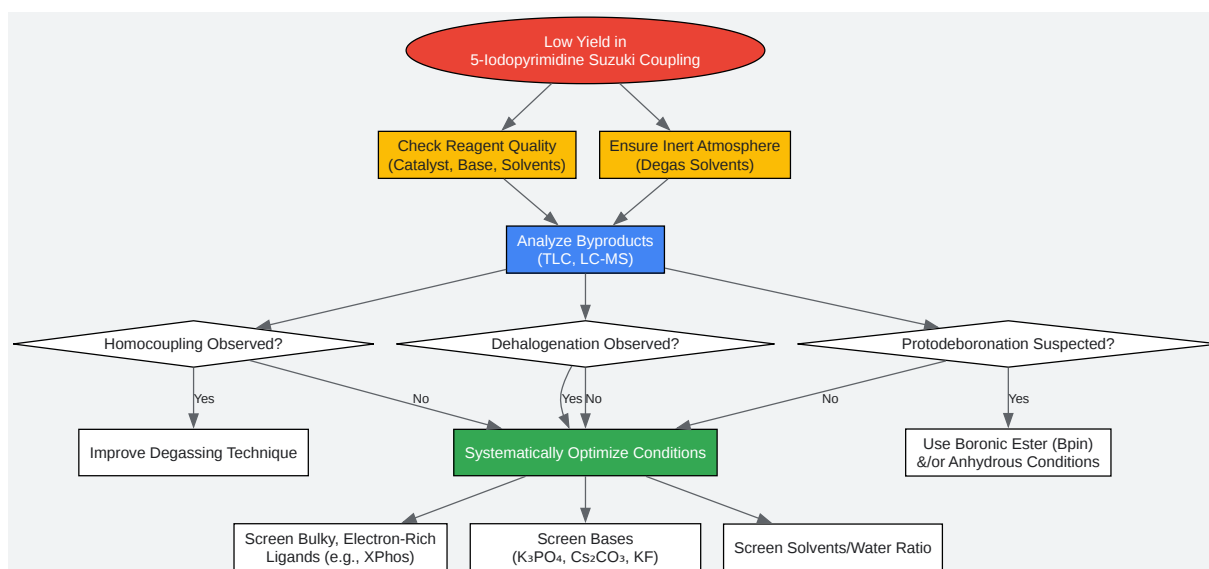 Low Yield in
5-Iodopyrimidine Suzuki Coupling
Check Reagent Quality
(Catalyst, Base, Solvents)
Ensure Inert Atmosphere
(Degas Solvents)
Analyze Byproducts
(TLC, LC-MS)
Homocoupling Observed?
Dehalogenation Observed?
Protodeboronation Suspected?
Yes
No
Yes
No
No
Yes
Improve Degassing Technique
Systematically Optimize Conditions
Use Boronic Ester (Bpin)
&/or Anhydrous Conditions
Screen Bulky, Electron-Rich
Ligands (e.g., XPhos)
Screen Bases
(K₃PO₄, Cs₂CO₃, KF)
Screen Solvents/Water Ratio